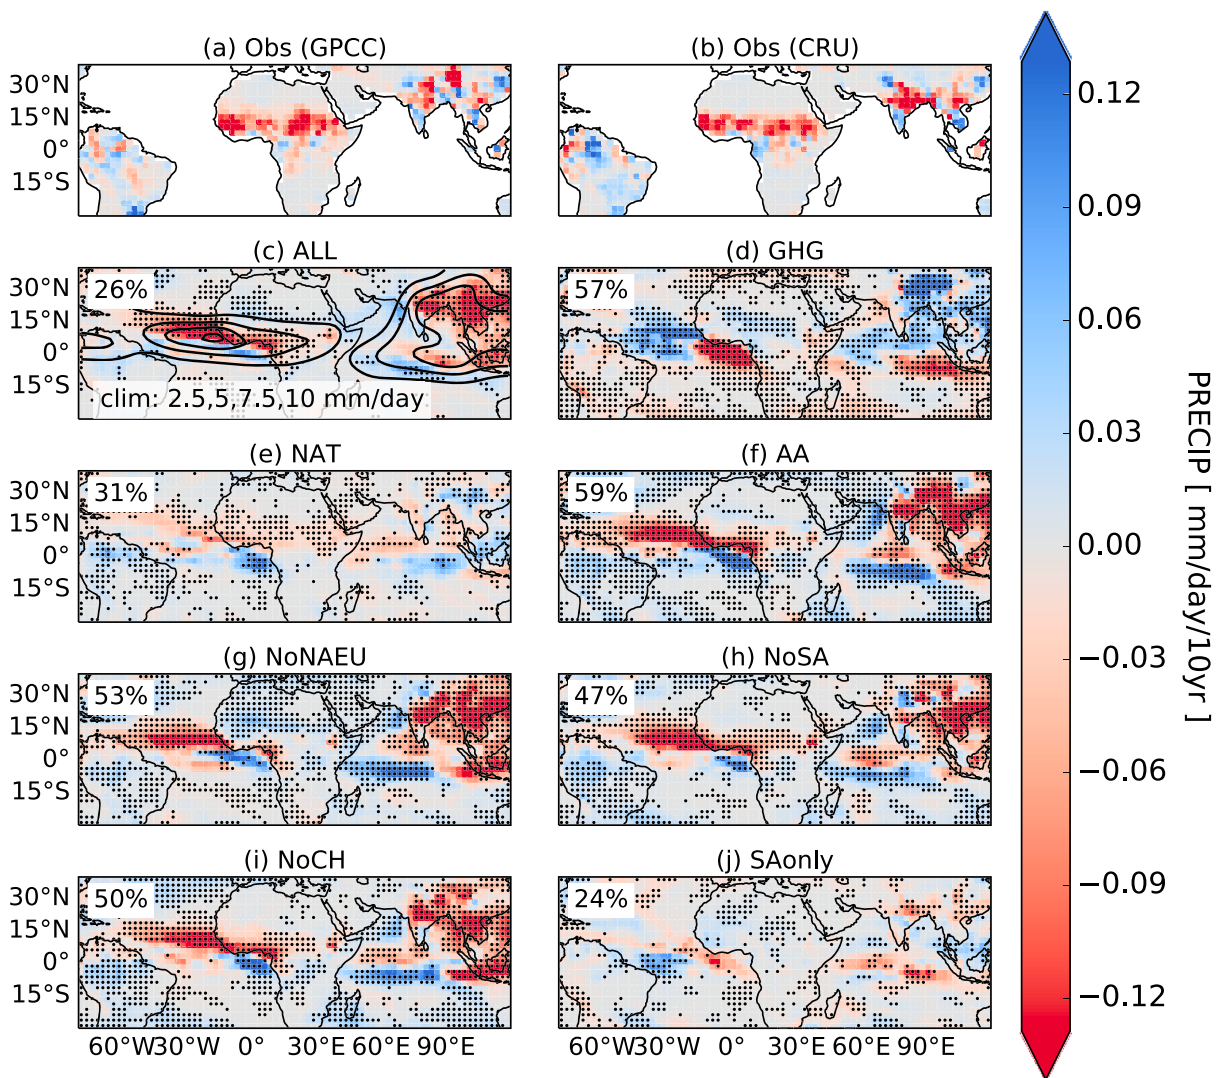 (a) Obs (GPCC)
(b) Obs (CRU)
30°N
15°N
0°
15°S
0.12
0.09
0.06
0.03
0.00
−0.03
−0.06
−0.09
−0.12
PRECIP [ mm/day/10yr ]
(c) ALL
(d) GHG
30°N
15°N
0°
15°S
26%
57%
clim: 2.5,5,7.5,10 mm/day
(e) NAT
(f) AA
30°N
15°N
0°
15°S
31%
59%
(g) NoNAEU
(h) NoSA
30°N
15°N
0°
15°S
53%
47%
(i) NoCH
(j) SAonly
30°N
15°N
0°
15°S
50%
24%
60°W30°W 0° 30°E 60°E 90°E
60°W30°W 0° 30°E 60°E 90°E